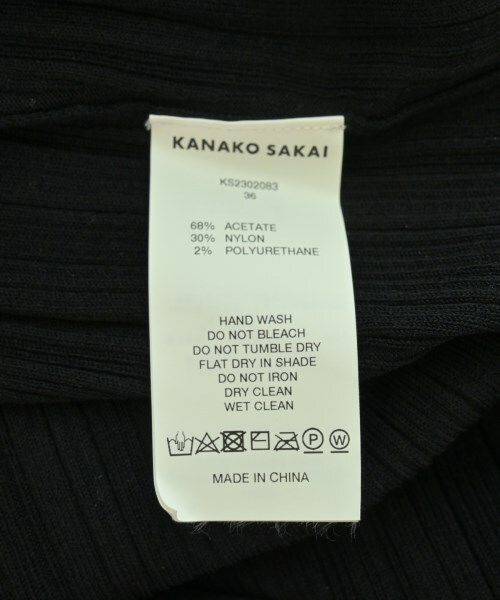 KANAKO SAKAI
KS2302083
36
68% ACETATE
30% NYLON
2% POLYURETHANE
HAND WASH
DO NOT BLEACH
DO NOT TUMBLE DRY
FLAT DRY IN SHADE
DO NOT IRON
DRY CLEAN
WET CLEAN
P W
MADE IN CHINA